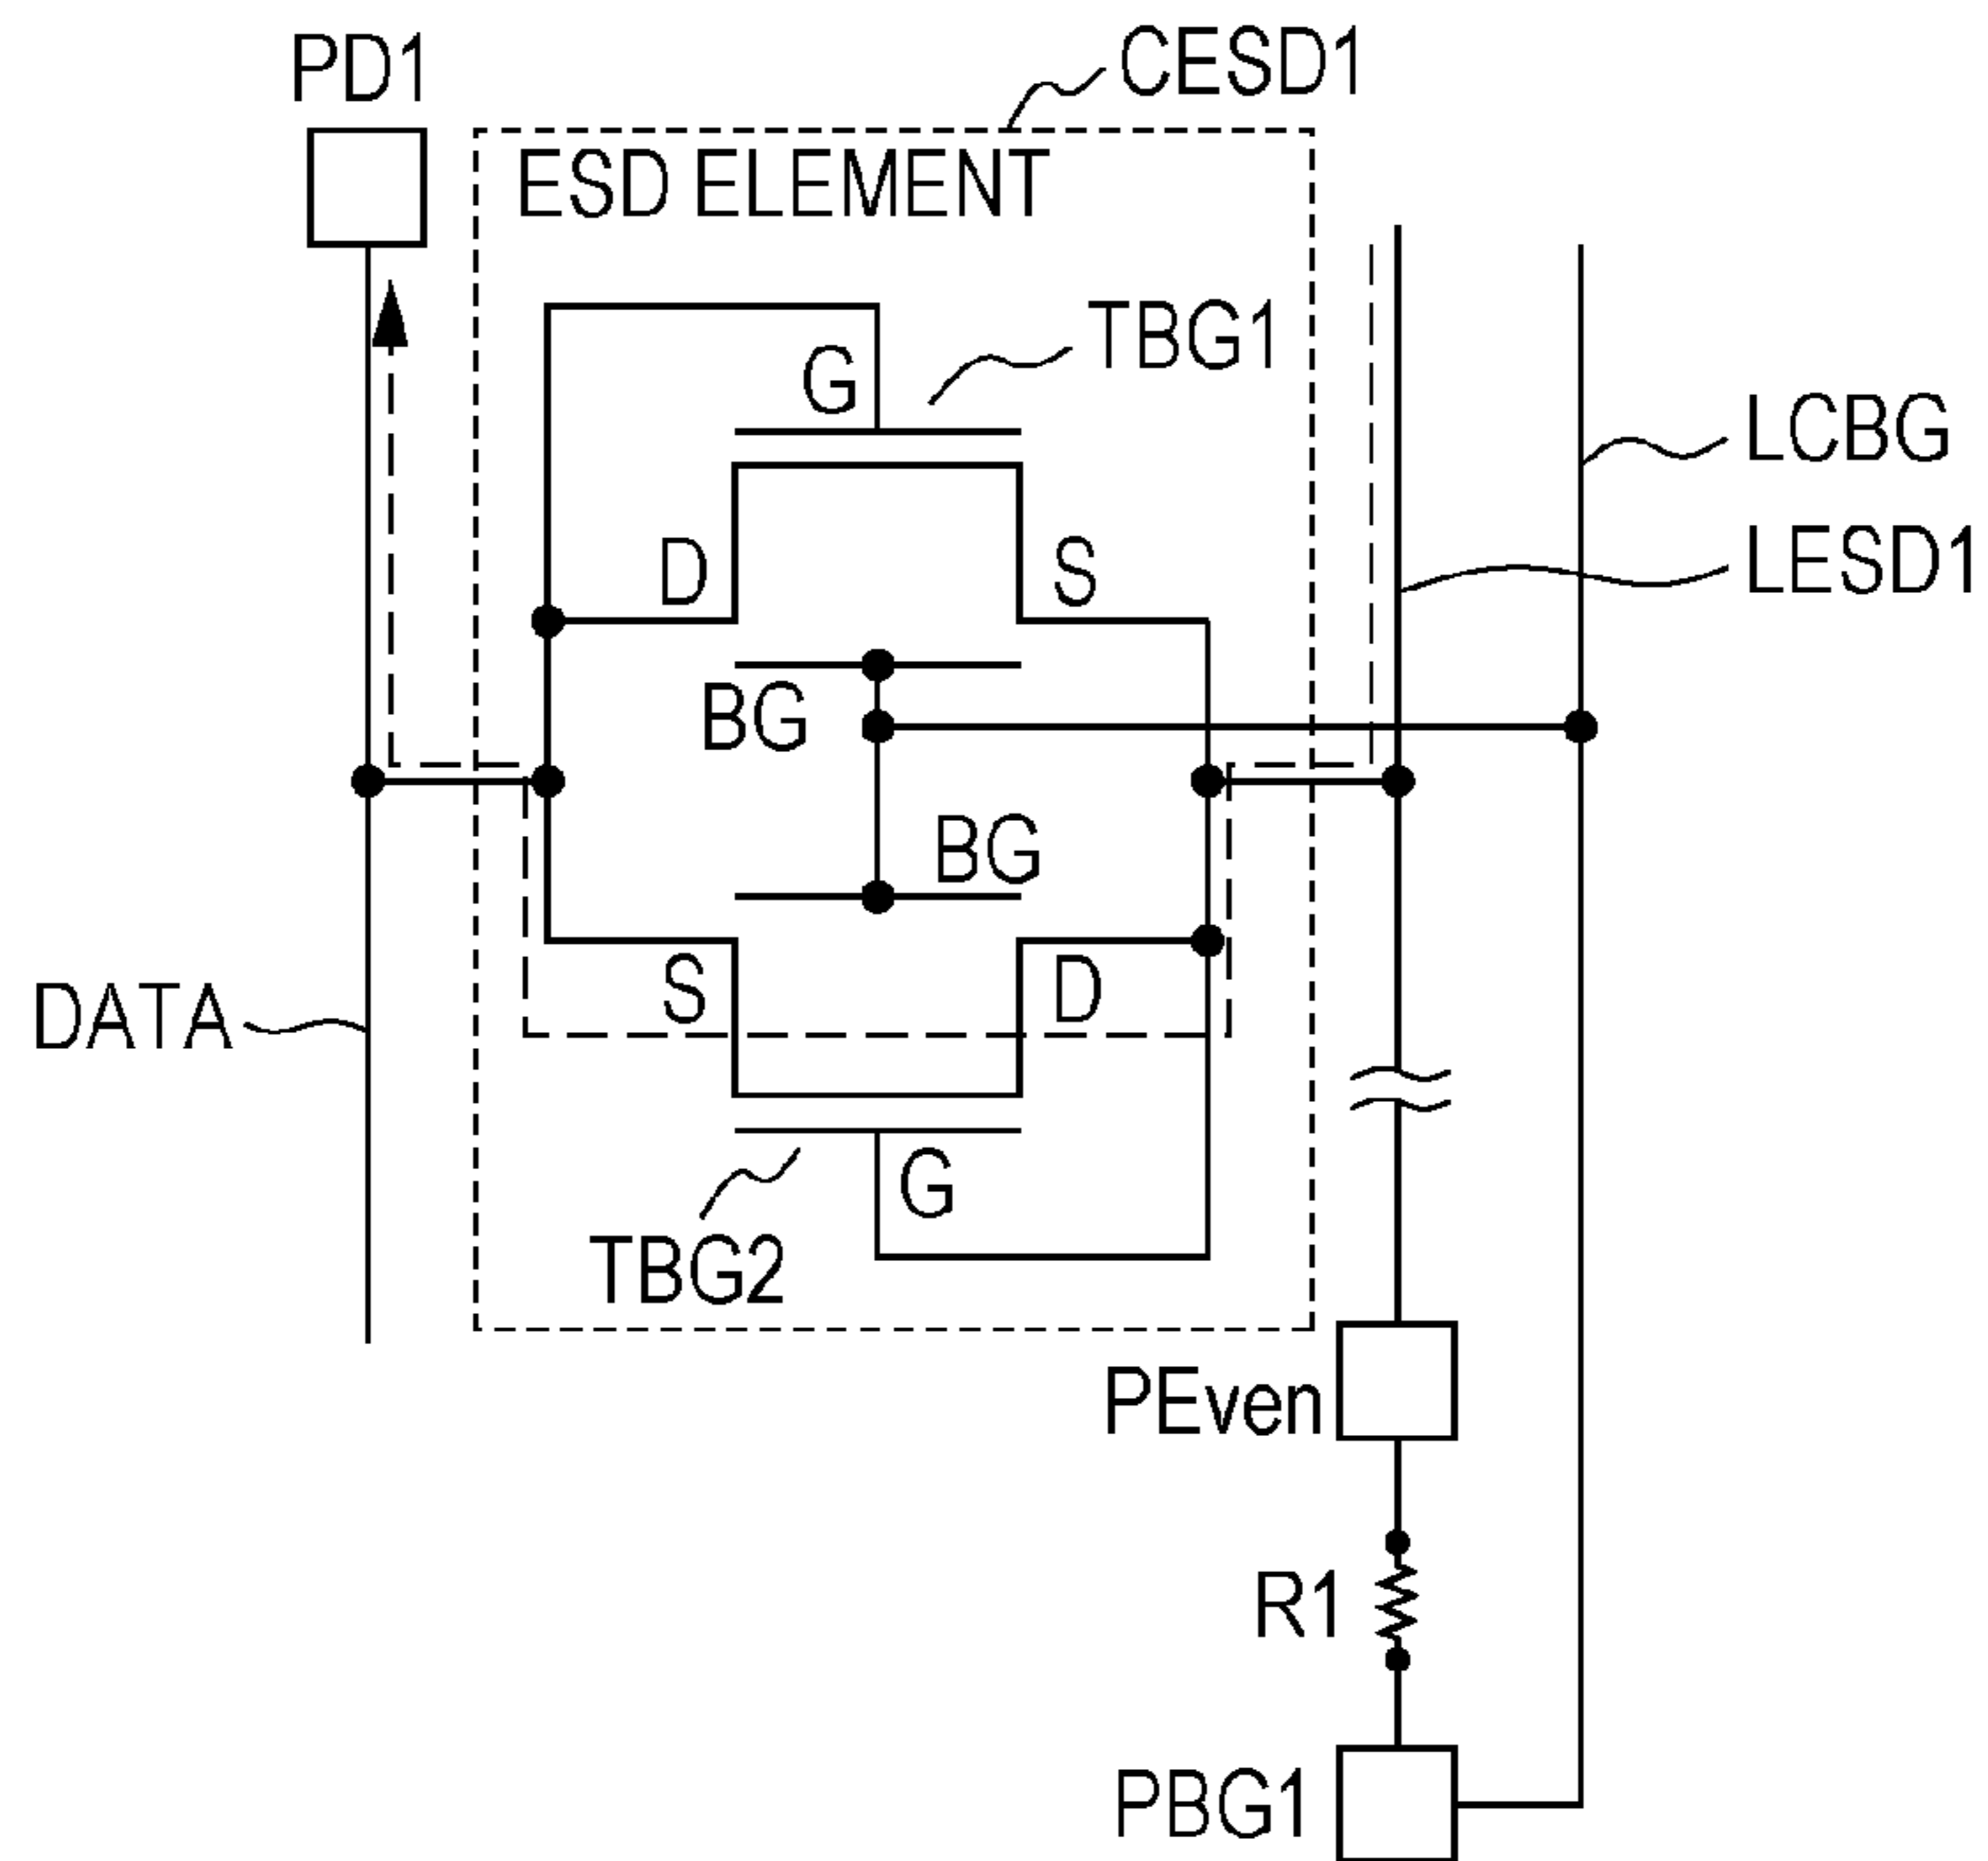 PD1
CESD1
ESD ELEMENT
TBG1
G
LCBG
D
S
LESD1
BG
BG
S
D
DATA
G
TBG2
PEven
R1
PBG1